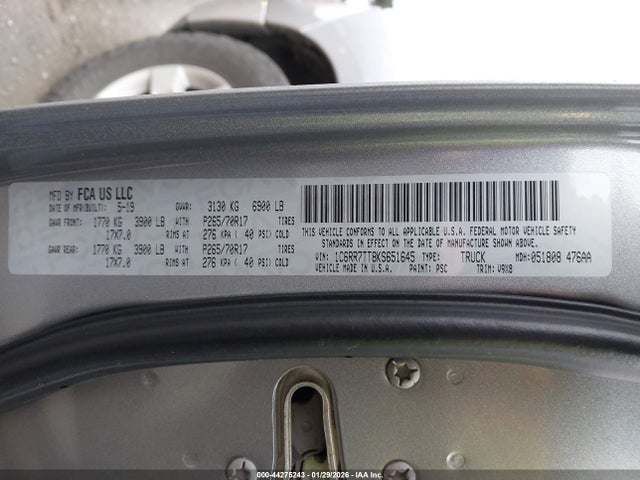 MFD BY FCA US LLC
DATE OF MFR(BUILT): 5-19 GVWR: 3130 KG 6900 LB
GAWR FRONT: 1770 KG 3900 LB WITH P265/70R17 TIRES
17X7.0 RIMS AT 276 KPA ( 40 PSI) COLD
GAWR REAR: 1770 KG 3900 LB WITH P265/70R17 TIRES
17X7.0 RIMS AT 276 KPA ( 40 PSI) COLD
THIS VEHICLE CONFORMS TO ALL APPLICABLE U.S.A. FEDERAL MOTOR VEHICLE SAFETY
STANDARDS IN EFFECT ON THE DATE OF MANUFACTURE SHOWN ABOVE.
VIN: 1C6RR7TT8KS651645 TYPE: TRUCK MDH: 051808 476AA
VEHICLE MADE IN U.S.A. PAINT: PSC TRIM: V9X8
000-44275243 - 01/29/2026 - IAA Inc.